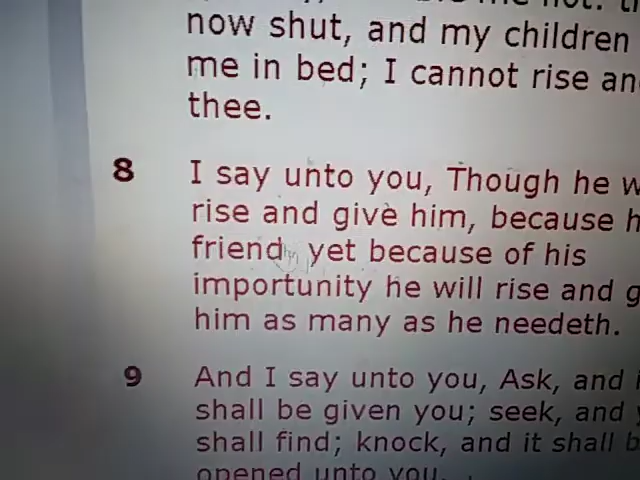 me not: t
now shut, and my children
me in bed; I cannot rise an
thee.
8 I say unto you, Though he w
rise and give him, because h
friend yet because of his
importunity he will rise and g
him as many as he needeth.
9 And I say unto you, Ask, and i
shall be given you; seek, and y
shall find; knock, and it shall b
opened unto you.